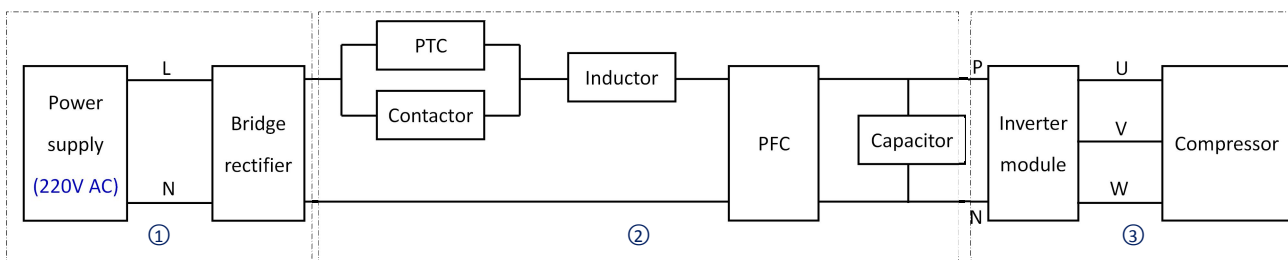 Power
supply
(220V AC)
L
N
Bridge
rectifier
①
PTC
Contactor
Inductor
PFC
Capacitor
②
P
N
Inverter
module
U
V
W
Compressor
③